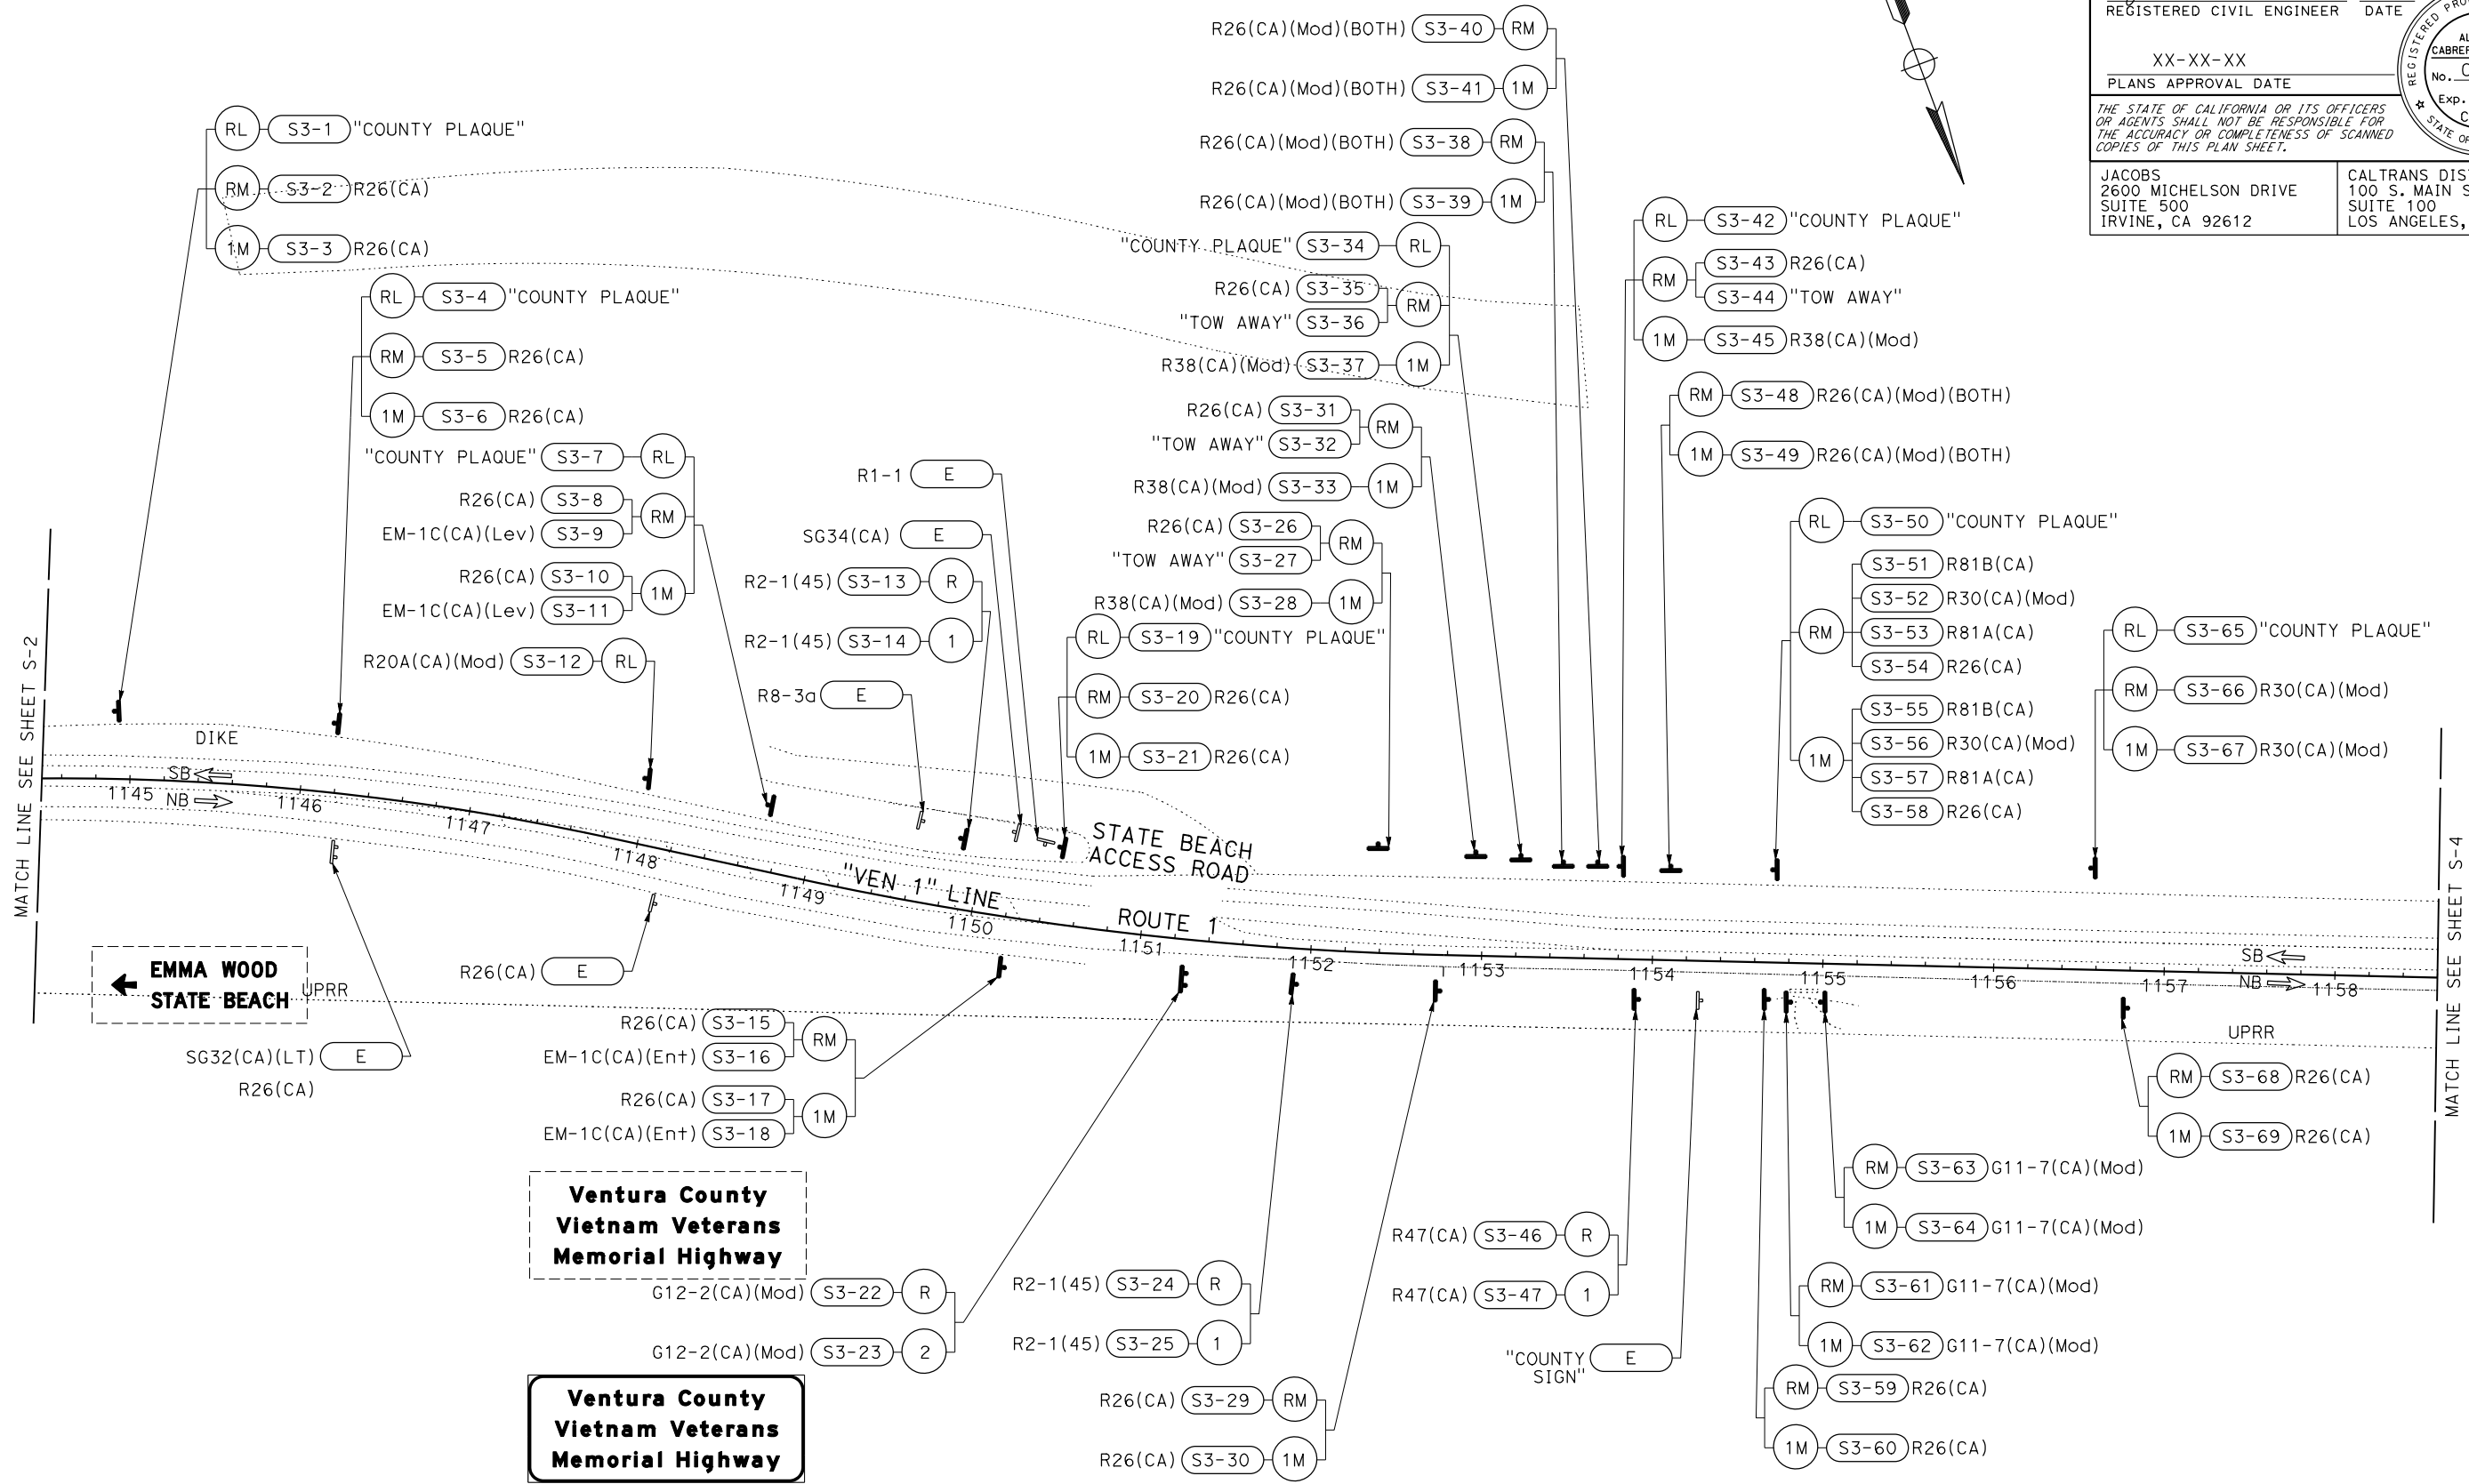 REGISTERED CIVIL ENGINEER DATE
XX-XX-XX
PLANS APPROVAL DATE
THE STATE OF CALIFORNIA OR ITS OFFICERS
OR AGENTS SHALL NOT BE RESPONSIBLE FOR
THE ACCURACY OR COMPLETENESS OF SCANNED
COPIES OF THIS PLAN SHEET.
REGISTERED
No.
Exp.
STATE
JACOBS
2600 MICHELSON DRIVE
SUITE 500
IRVINE, CA 92612
CALTRANS
100 S. MAIN
SUITE 100
LOS ANGELES,
RL S3-1 "COUNTY PLAQUE"
RM S3-2 R26(CA)
1M S3-3 R26(CA)
RL S3-4 "COUNTY PLAQUE"
RM S3-5 R26(CA)
1M S3-6 R26(CA)
"COUNTY PLAQUE" S3-7 RL
R26(CA) S3-8
RM
EM-1C(CA)(Lev) S3-9
R26(CA) S3-10
1M
EM-1C(CA)(Lev) S3-11
R20A(CA)(Mod) S3-12 RL
R1-1 E
SG34(CA) E
R2-1(45) S3-13 R
R2-1(45) S3-14 1
R8-3a E
R26(CA)(Mod)(BOTH) S3-40 RM
R26(CA)(Mod)(BOTH) S3-41 1M
R26(CA)(Mod)(BOTH) S3-38 RM
R26(CA)(Mod)(BOTH) S3-39 1M
"COUNTY PLAQUE" S3-34 RL
R26(CA) S3-35
RM
"TOW AWAY" S3-36
R38(CA)(Mod) S3-37 1M
R26(CA) S3-31
RM
"TOW AWAY" S3-32
R38(CA)(Mod) S3-33 1M
R26(CA) S3-26
RM
"TOW AWAY" S3-27
R38(CA)(Mod) S3-28 1M
RL S3-19 "COUNTY PLAQUE"
RM S3-20 R26(CA)
1M S3-21 R26(CA)
RL S3-42 "COUNTY PLAQUE"
S3-43 R26(CA)
RM
S3-44 "TOW AWAY"
1M S3-45 R38(CA)(Mod)
RM S3-48 R26(CA)(Mod)(BOTH)
1M S3-49 R26(CA)(Mod)(BOTH)
RL S3-50 "COUNTY PLAQUE"
S3-51 R81B(CA)
S3-52 R30(CA)(Mod)
RM S3-53 R81A(CA)
S3-54 R26(CA)
S3-55 R81B(CA)
S3-56 R30(CA)(Mod)
1M
S3-57 R81A(CA)
S3-58 R26(CA)
RL S3-65 "COUNTY PLAQUE"
RM S3-66 R30(CA)(Mod)
1M S3-67 R30(CA)(Mod)
MATCH LINE SEE SHEET S-2
DIKE
SB
NB
1145
1146
1147
1148
1149
1150
1151
1152
1153
1154
1155
1156
1157
1158
"VEN 1" LINE
ROUTE 1
STATE BEACH
ACCESS ROAD
SB
NB
UPRR
UPRR
MATCH LINE SEE SHEET S-4
EMMA WOOD
STATE BEACH
SG32(CA)(LT) E
R26(CA)
R26(CA) E
R26(CA) S3-15
RM
EM-1C(CA)(Ent) S3-16
R26(CA) S3-17
1M
EM-1C(CA)(Ent) S3-18
Ventura County
Vietnam Veterans
Memorial Highway
G12-2(CA)(Mod) S3-22 R
G12-2(CA)(Mod) S3-23 2
Ventura County
Vietnam Veterans
Memorial Highway
R2-1(45) S3-24 R
R2-1(45) S3-25 1
R26(CA) S3-29 RM
R26(CA) S3-30 1M
R47(CA) S3-46 R
R47(CA) S3-47 1
"COUNTY
SIGN" E
RM S3-68 R26(CA)
1M S3-69 R26(CA)
RM S3-63 G11-7(CA)(Mod)
1M S3-64 G11-7(CA)(Mod)
RM S3-61 G11-7(CA)(Mod)
1M S3-62 G11-7(CA)(Mod)
RM S3-59 R26(CA)
1M S3-60 R26(CA)